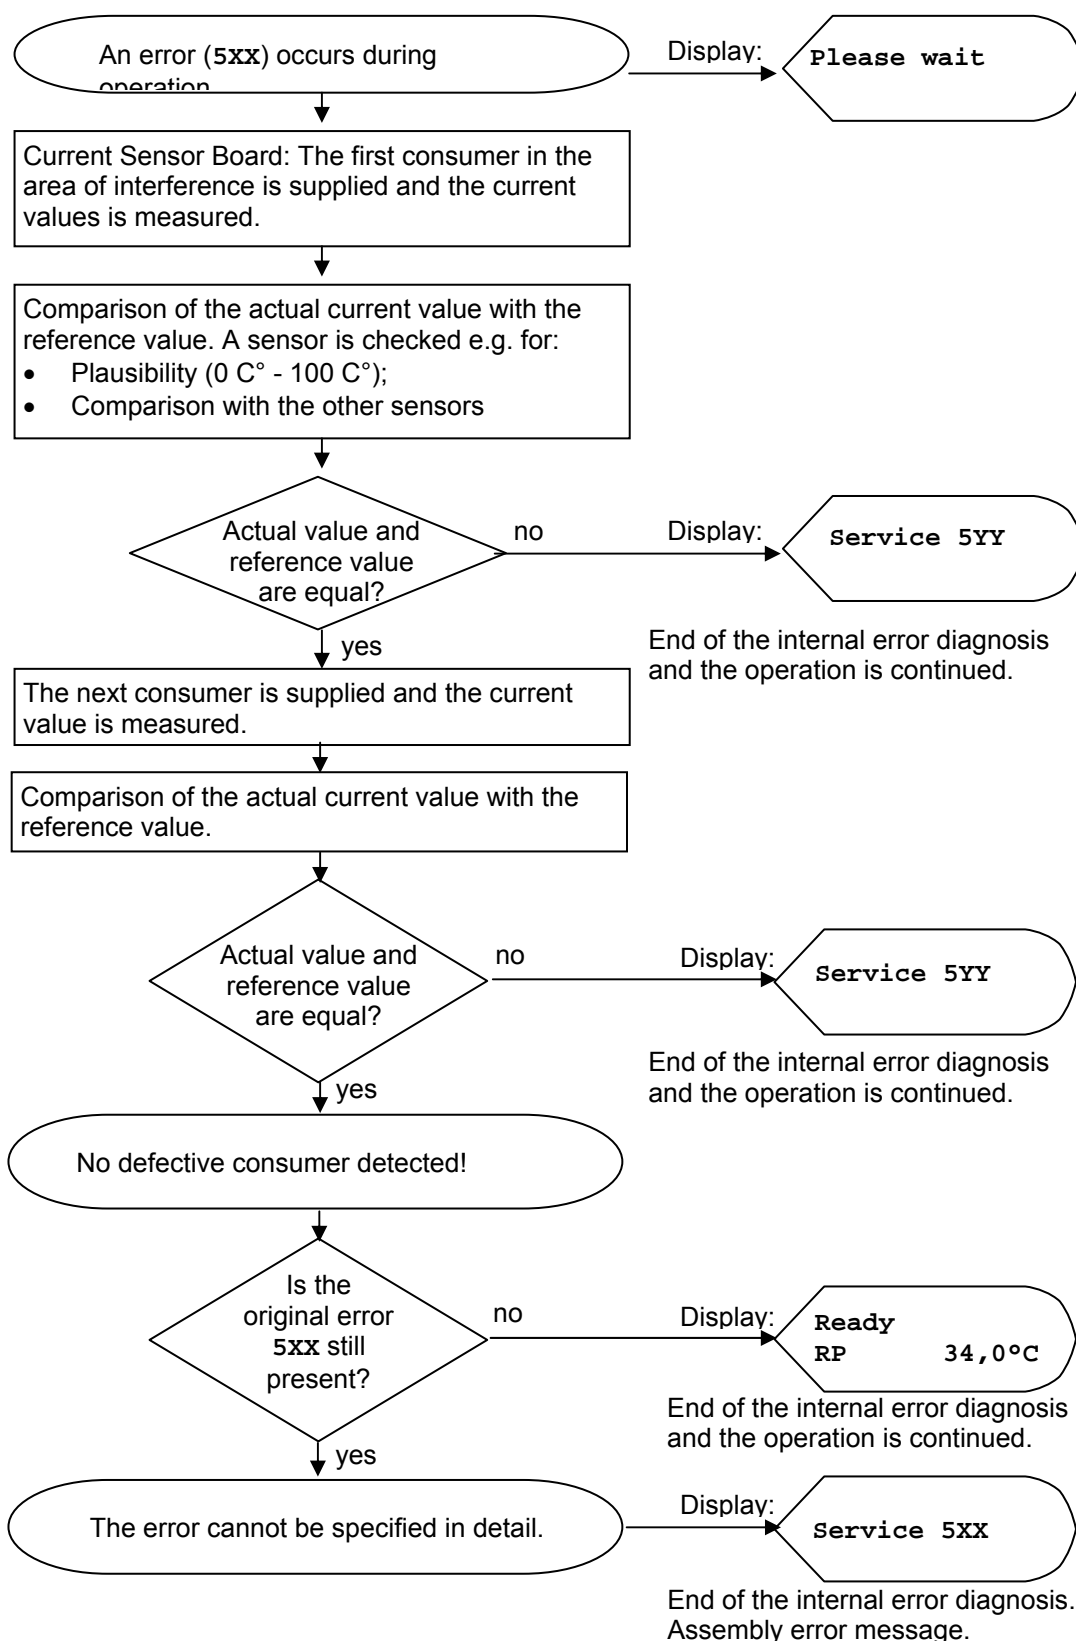 An error (5XX) occurs during
operation
Display:
Please wait
Current Sensor Board: The first consumer in the
area of interference is supplied and the current
values is measured.
Comparison of the actual current value with the
reference value. A sensor is checked e.g. for:
• Plausibility (0 C° - 100 C°);
• Comparison with the other sensors
Actual value and
reference value
are equal?
no
Display:
Service 5YY
End of the internal error diagnosis
and the operation is continued.
yes
The next consumer is supplied and the current
value is measured.
Comparison of the actual current value with the
reference value.
Actual value and
reference value
are equal?
no
Display:
Service 5YY
End of the internal error diagnosis
and the operation is continued.
yes
No defective consumer detected!
Is the
original error
5XX still
present?
no
Display:
Ready
RP 34,0°C
End of the internal error diagnosis
and the operation is continued.
yes
The error cannot be specified in detail.
Display:
Service 5XX
End of the internal error diagnosis.
Assembly error message.